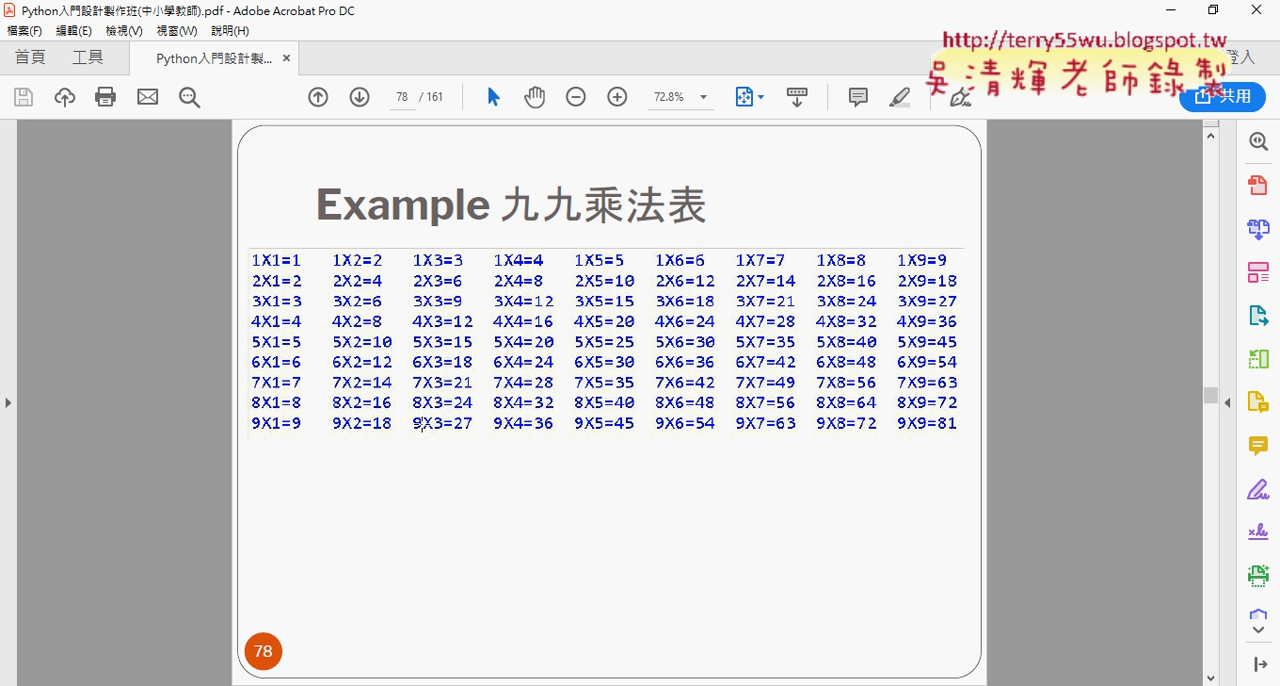 Python入門設計製作班(中小學教師).pdf - Adobe Acrobat Pro DC
檔案(F) 編輯(E) 檢視(V) 視窗(W) 說明(H)
http://terry55wu.blogspot.tw
吳清輝老師錄製
首頁 工具 Python入門設計製... × 登入
78 / 161 72.8% 共用
Example 九九乘法表
1X1=1 1X2=2 1X3=3 1X4=4 1X5=5 1X6=6 1X7=7 1X8=8 1X9=9
2X1=2 2X2=4 2X3=6 2X4=8 2X5=10 2X6=12 2X7=14 2X8=16 2X9=18
3X1=3 3X2=6 3X3=9 3X4=12 3X5=15 3X6=18 3X7=21 3X8=24 3X9=27
4X1=4 4X2=8 4X3=12 4X4=16 4X5=20 4X6=24 4X7=28 4X8=32 4X9=36
5X1=5 5X2=10 5X3=15 5X4=20 5X5=25 5X6=30 5X7=35 5X8=40 5X9=45
6X1=6 6X2=12 6X3=18 6X4=24 6X5=30 6X6=36 6X7=42 6X8=48 6X9=54
7X1=7 7X2=14 7X3=21 7X4=28 7X5=35 7X6=42 7X7=49 7X8=56 7X9=63
8X1=8 8X2=16 8X3=24 8X4=32 8X5=40 8X6=48 8X7=56 8X8=64 8X9=72
9X1=9 9X2=18 9X3=27 9X4=36 9X5=45 9X6=54 9X7=63 9X8=72 9X9=81
78